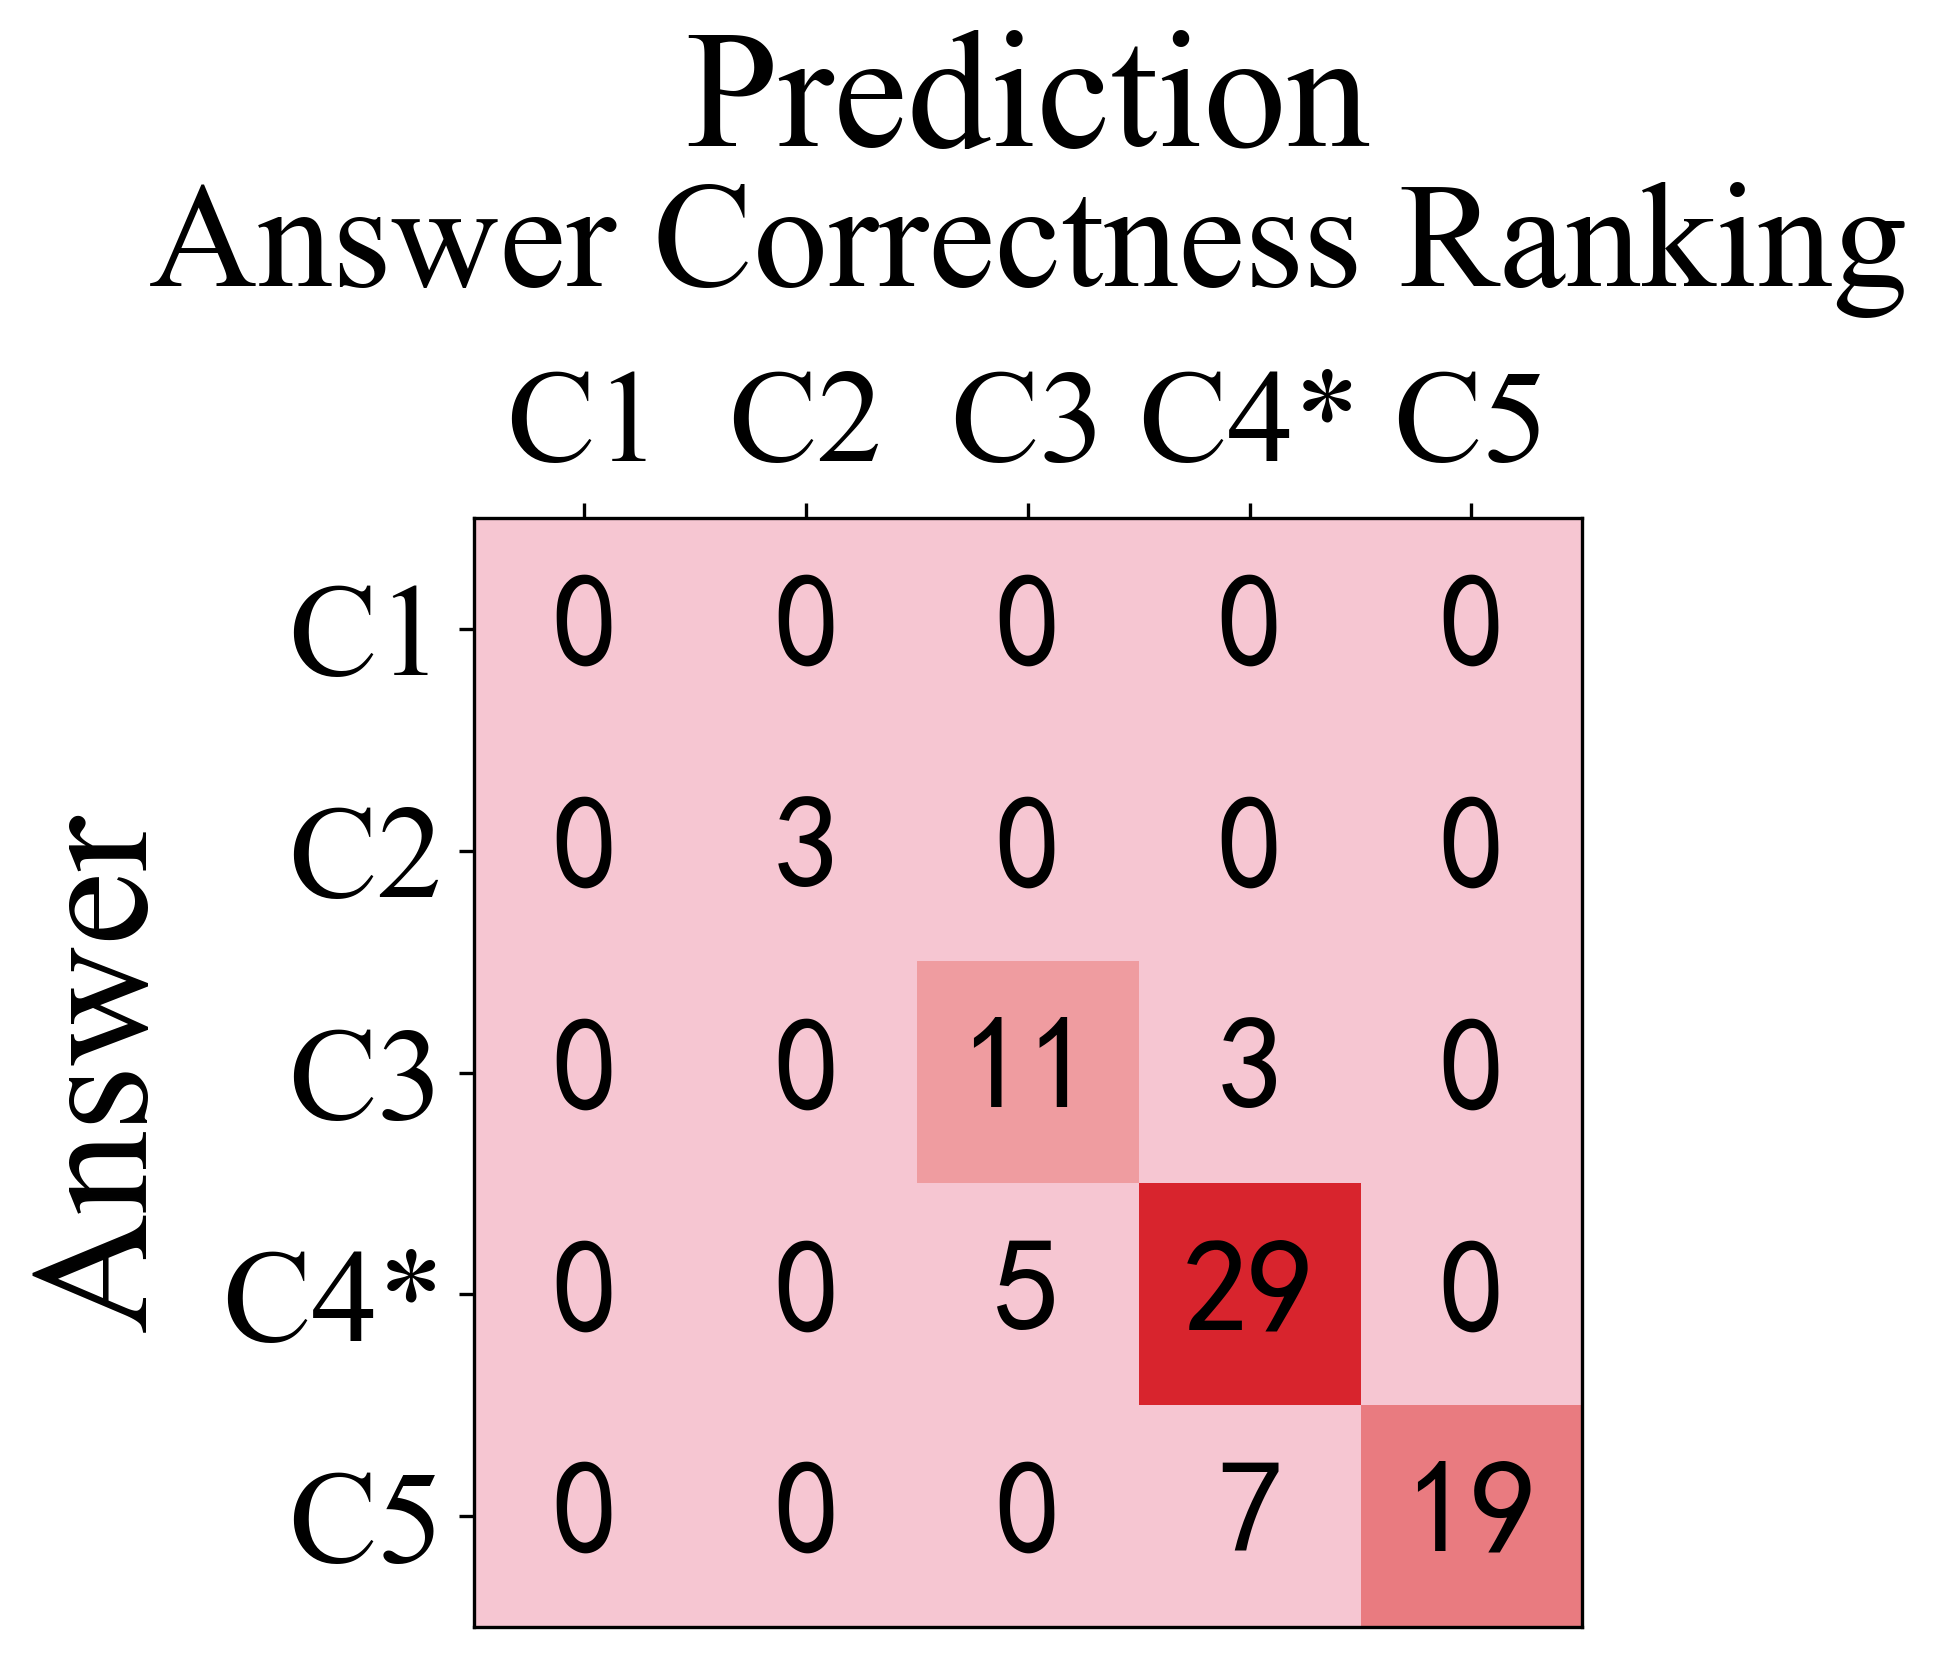 Prediction
Answer Correctness Ranking
C1 C2 C3 C4* C5
Answer
C1 0 0 0 0 0
C2 0 3 0 0 0
C3 0 0 11 3 0
C4* 0 0 5 29 0
C5 0 0 0 7 19